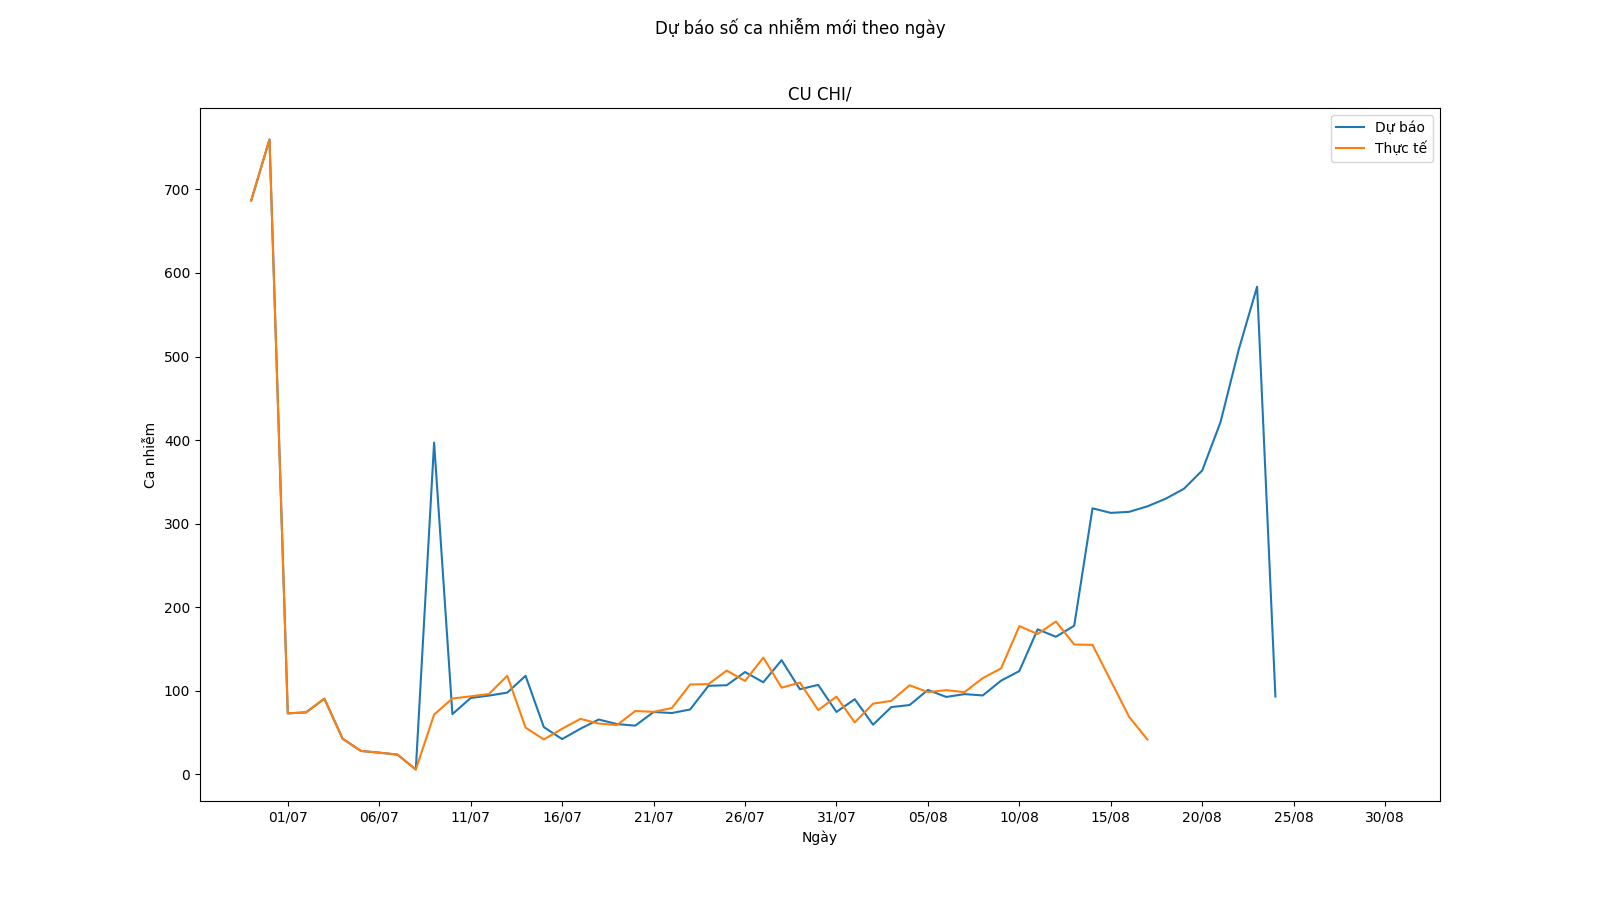 Dự báo số ca nhiễm mới theo ngày
CU CHI/
Dự báo
Thực tế
700
600
500
400
300
200
100
0
Ca nhiễm
01/07 06/07 11/07 16/07 21/07 26/07 31/07 05/08 10/08 15/08 20/08 25/08 30/08
Ngày